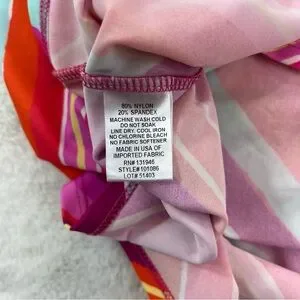 80% NYLON
20% SPANDEX
MACHINE WASH COLD
DO NOT SOAK
LINE DRY. COOL IRON
NO CHLORINE BLEACH
NO FABRIC SOFTENER
MADE IN USA OF
IMPORTED FABRIC
RN# 131946
STYLE# 101086
LOT# 51403